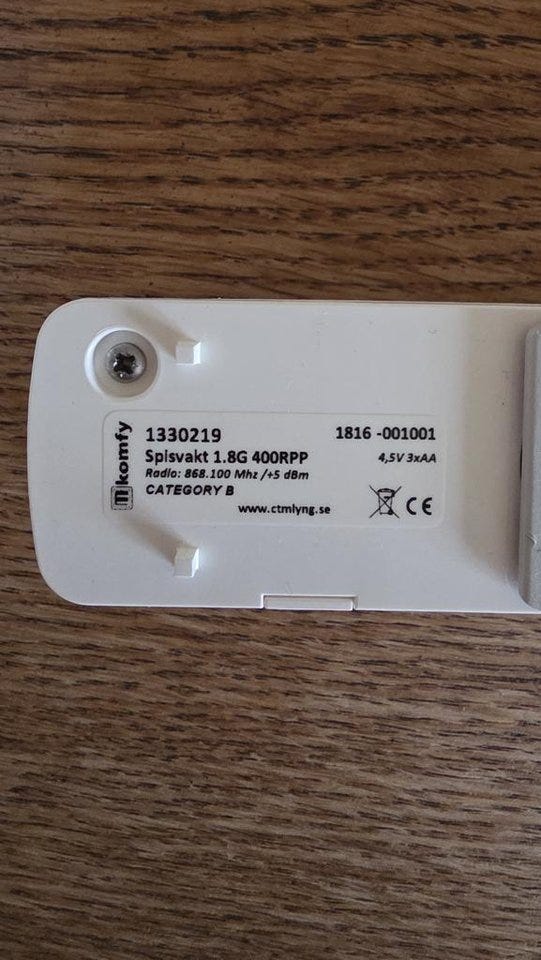 mkomfy
1330219 1816 -001001
Spisvakt 1.8G 400RPP 4,5V 3xAA
Radio: 868.100 Mhz /+5 dBm
CATEGORY B
www.ctmlyng.se CE